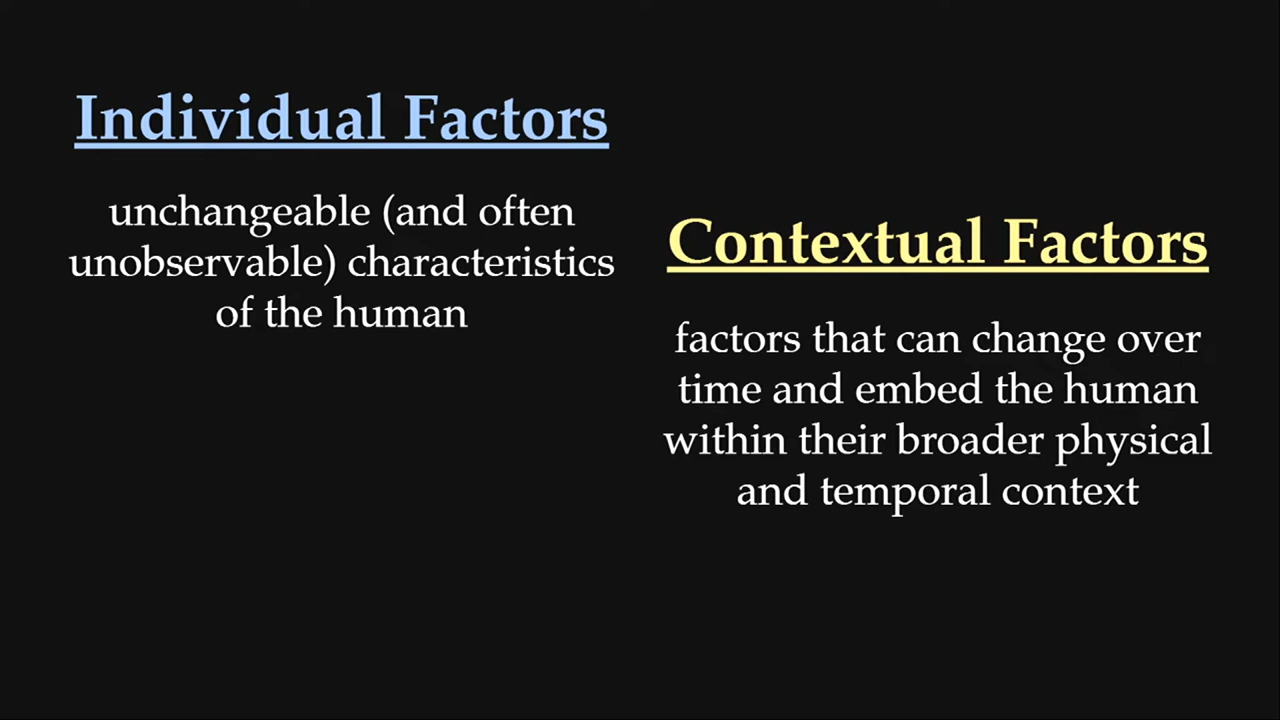 Individual Factors
unchangeable (and often
unobservable) characteristics
of the human
Contextual Factors
factors that can change over
time and embed the human
within their broader physical
and temporal context